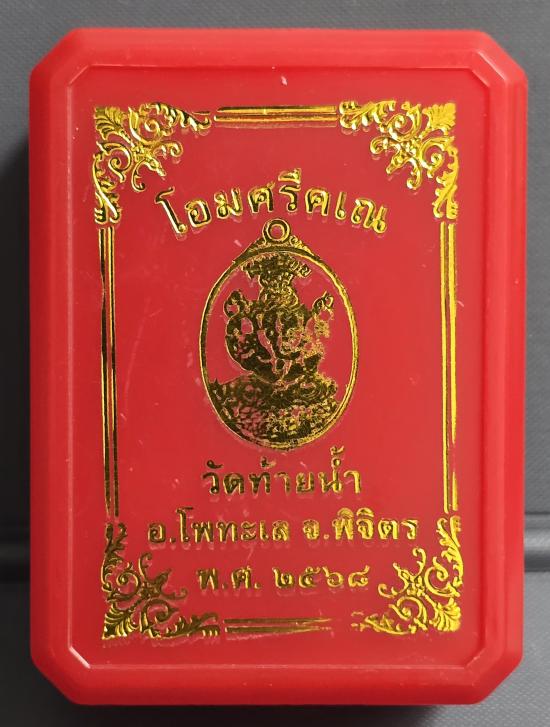 โอมศรีคเณ
วัดท้ายน้ำ
อ.โพทะเล จ.พิจิตร
พ.ศ. ๒๕๖๘